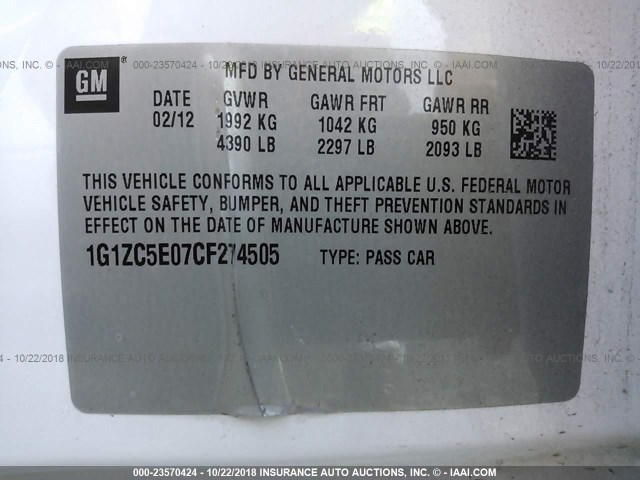 GM
MFD BY GENERAL MOTORS LLC
DATE GVWR GAWR FRT GAWR RR
02/12 1992 KG 1042 KG 950 KG
4390 LB 2297 LB 2093 LB
THIS VEHICLE CONFORMS TO ALL APPLICABLE U.S. FEDERAL MOTOR
VEHICLE SAFETY, BUMPER, AND THEFT PREVENTION STANDARDS IN
EFFECT ON THE DATE OF MANUFACTURE SHOWN ABOVE.
1G1ZC5E07CF274505 TYPE: PASS CAR
000-23570424 - 10/22/2018 INSURANCE AUTO AUCTIONS, INC. - IAAI.COM